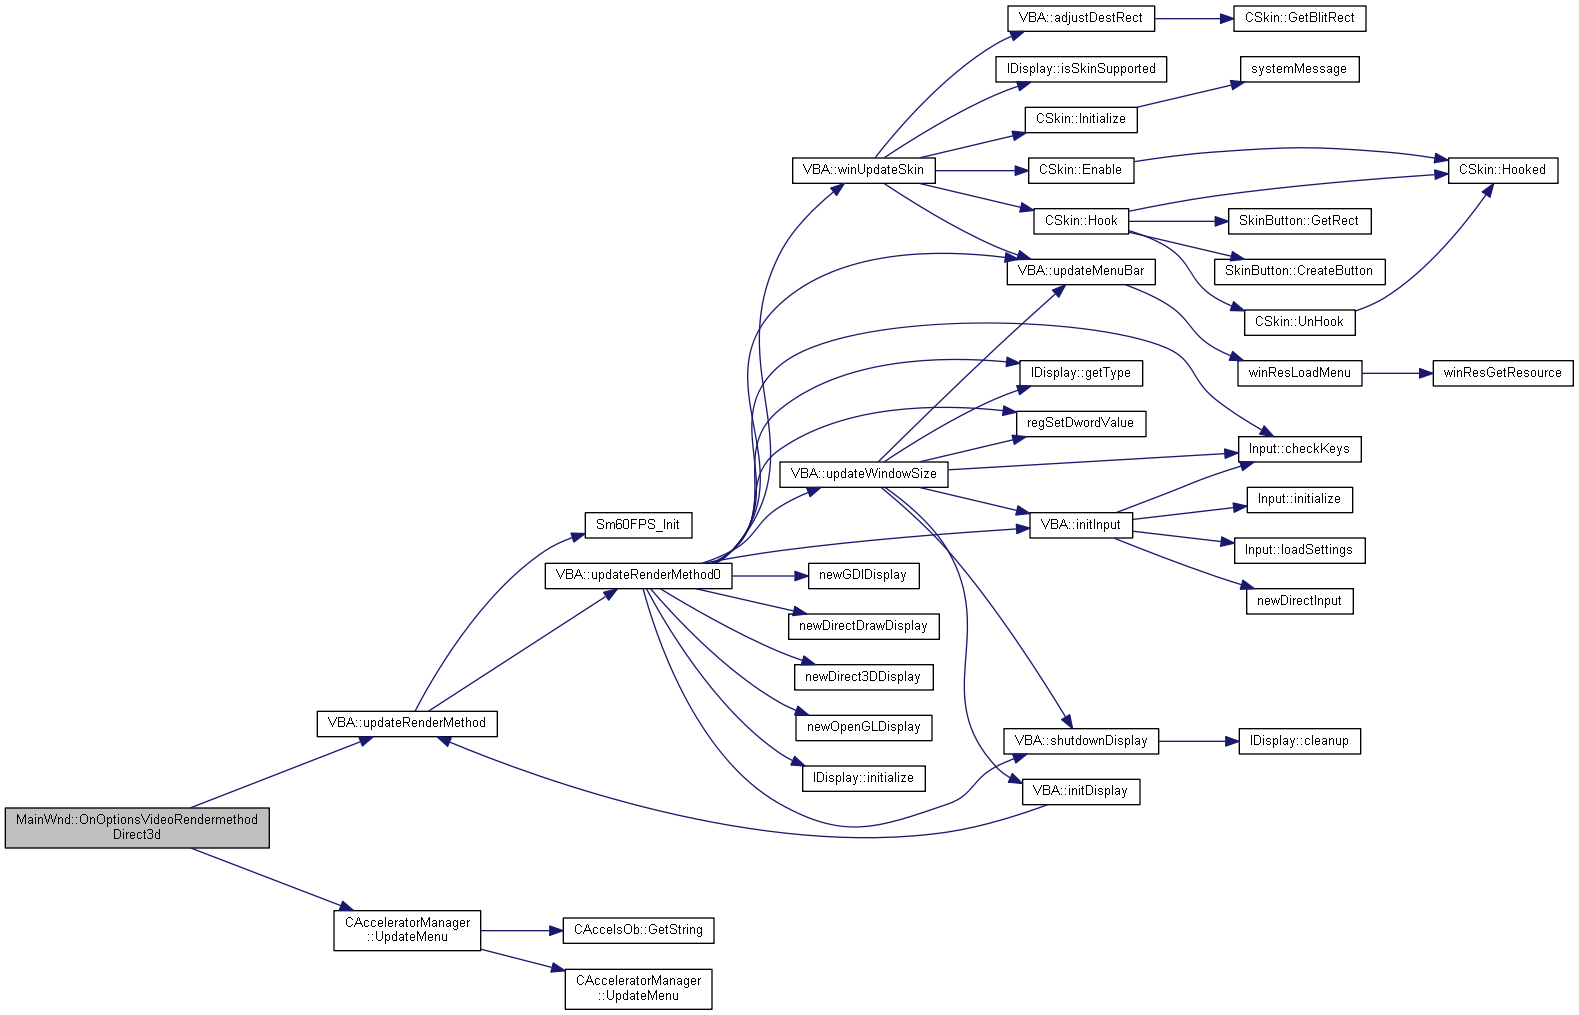 VBA::adjustDestRect
CSkin::GetBlitRect
IDisplay::isSkinSupported
systemMessage
CSkin::Initialize
VBA::winUpdateSkin
CSkin::Enable
CSkin::Hooked
CSkin::Hook
SkinButton::GetRect
VBA::updateMenuBar
SkinButton::CreateButton
CSkin::UnHook
IDisplay::getType
winResLoadMenu
winResGetResource
regSetDwordValue
Input::checkKeys
VBA::updateWindowSize
Input::initialize
Sm60FPS_Init
VBA::initInput
Input::loadSettings
VBA::updateRenderMethod0
newGDIDisplay
newDirectInput
newDirectDrawDisplay
newDirect3DDisplay
VBA::updateRenderMethod
newOpenGLDisplay
VBA::shutdownDisplay
IDisplay::cleanup
IDisplay::initialize
VBA::initDisplay
MainWnd::OnOptionsVideoRendermethod
Direct3d
CAcceleratorManager
::UpdateMenu
CAccelsOb::GetString
CAcceleratorManager
::UpdateMenu